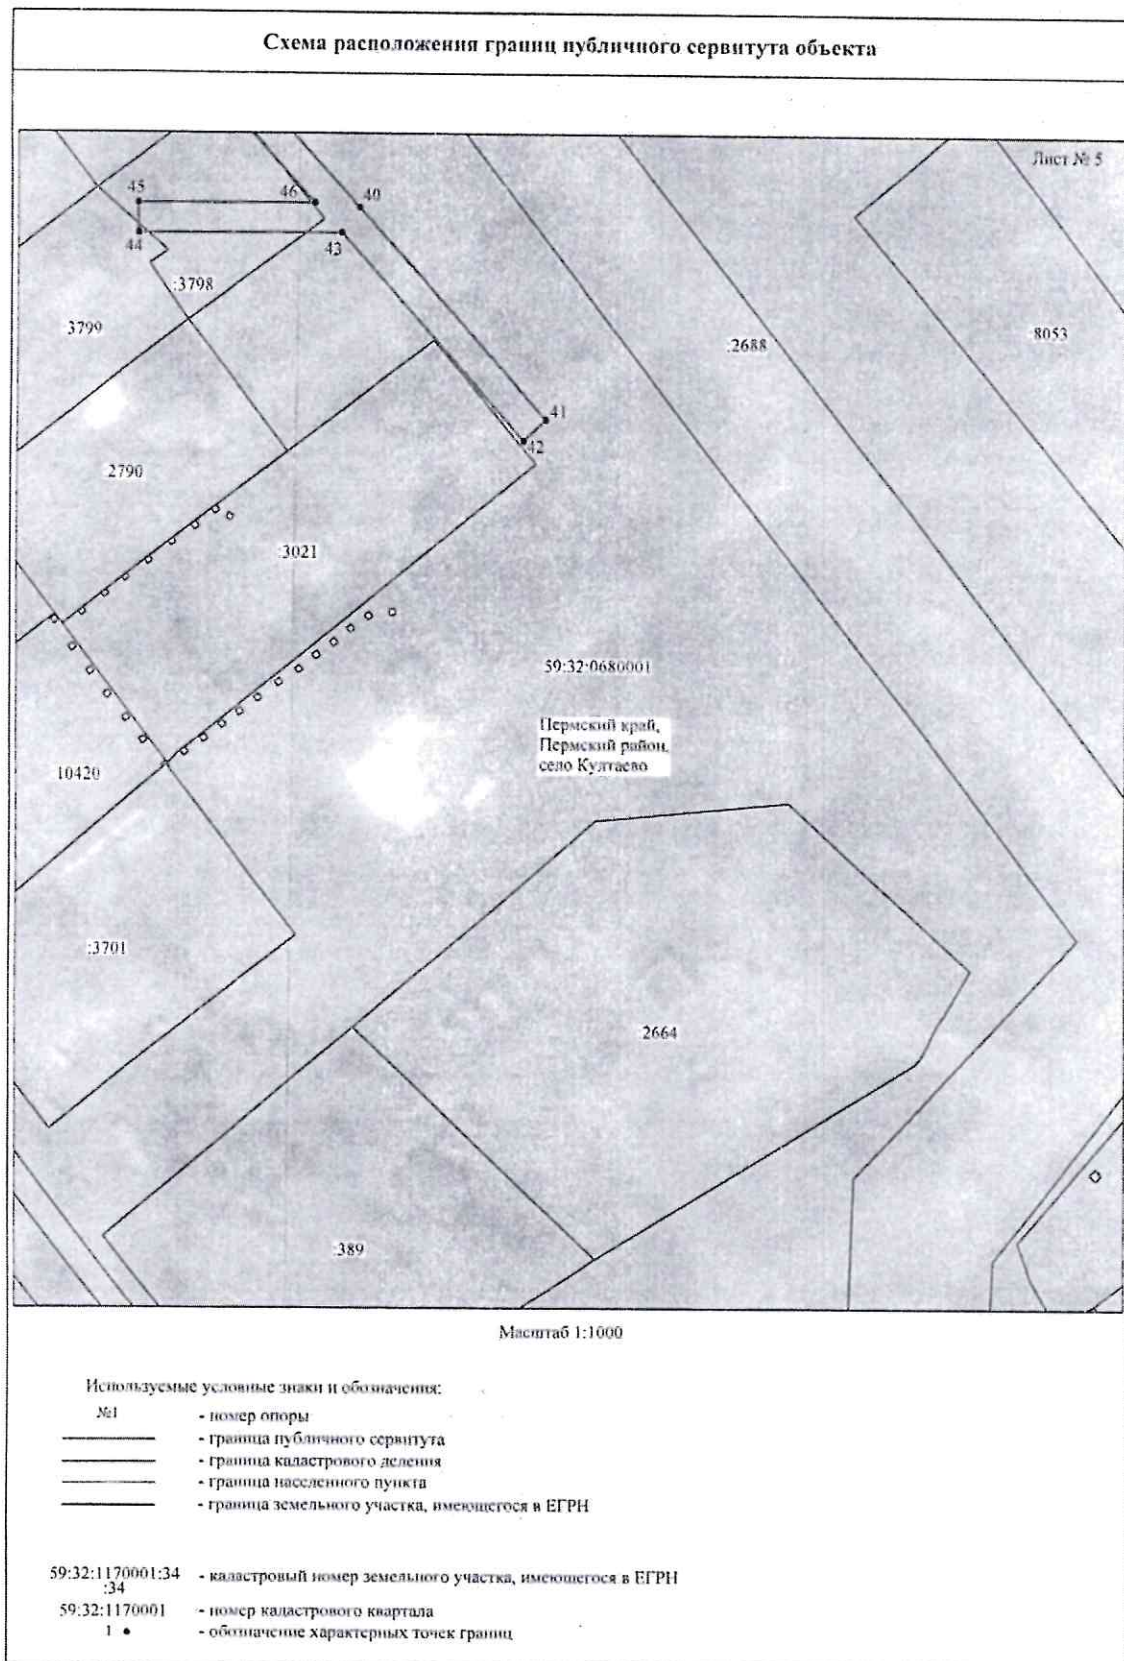 Схема расположения границ публичного сервитута объекта
Лист № 5
45
46
40
44
43
:3798
3799
:2688
8053
41
42
2790
:3021
59:32:0680001
Пермский край,
Пермский район,
село Култаево
10420
:3701
2664
:389
Масштаб 1:1000
Используемые условные знаки и обозначения:
№1 - номер опоры
- граница публичного сервитута
- граница кадастрового деления
- граница населенного пункта
- граница земельного участка, имеющегося в ЕГРН
59:32:1170001:34 - кадастровый номер земельного участка, имеющегося в ЕГРН
:34
59:32:1170001 - номер кадастрового квартала
1 - обозначение характерных точек границ